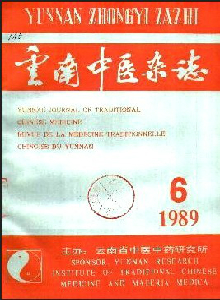 YUNNAN ZHONGYI ZAZHI
雲南中医杂誌
YUNNAN JOURNAL OF TRADITIONAL
CHINESE MEDICINE
REVUE DE LA MEDECINE TRADITIONNELLE
CHINOISE DU YUNNAN
6
1989
主办：云南省中医中药研究所
SPONSOR YUNNAN RESEARCH
INSTITUTE OF TRADITIONAL CHINESE
MEDICINE AND MATERIA MEDICA